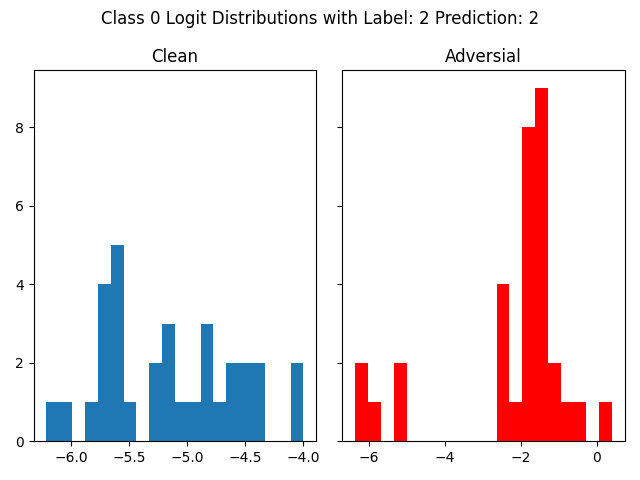 Class 0 Logit Distributions with Label: 2 Prediction: 2
Clean
Adversial
8
6
4
2
0
−6.0 −5.5 −5.0 −4.5 −4.0
−6 −4 −2 0